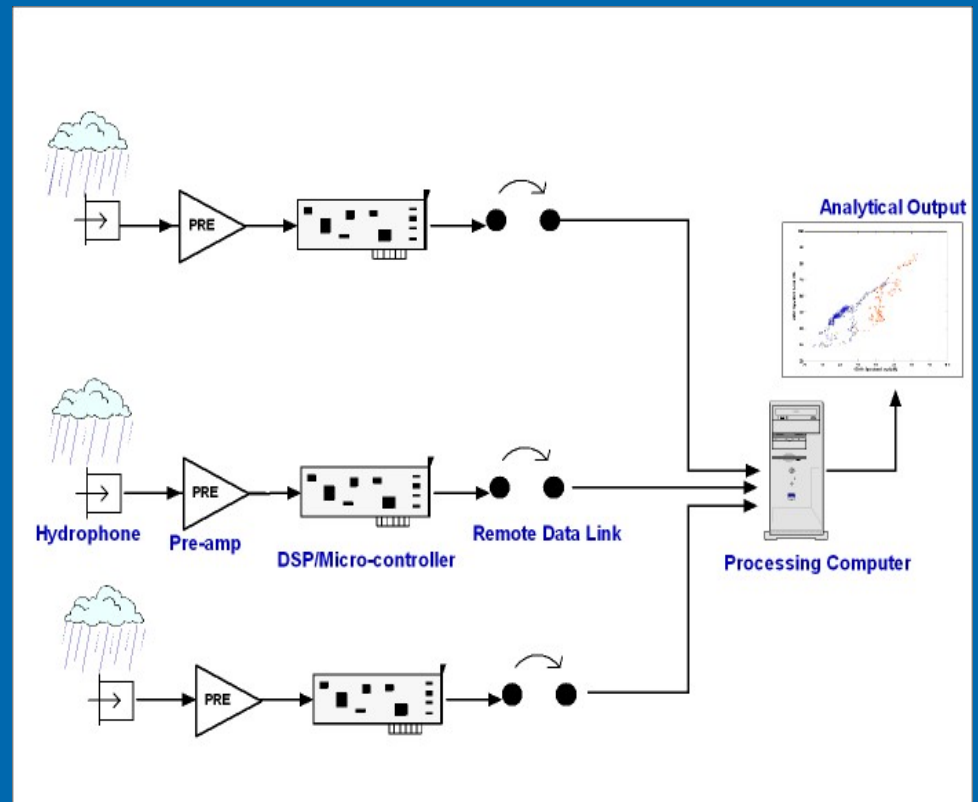 PRE
Analytical Output
PRE
Hydrophone
Pre-amp
DSP/Micro-controller
Remote Data Link
Processing Computer
PRE